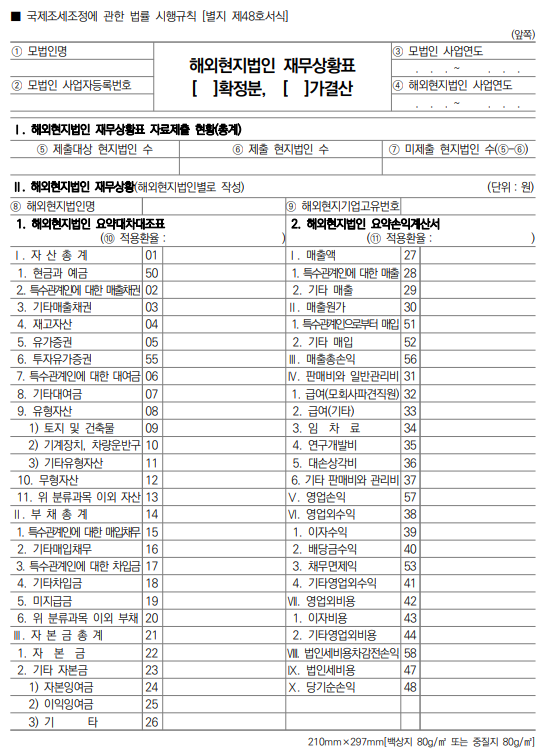 ■ 국제조세조정에 관한 법률 시행규칙 [별지 제48호서식]
(앞쪽)
① 모법인명
② 모법인 사업자등록번호
해외현지법인 재무상황표
[ ]확정분, [ ]가결산
③ 모법인 사업연도
. . . ~ . . .
④ 해외현지법인 사업연도
. . . ~ . . .
Ⅰ. 해외현지법인 재무상황표 자료제출 현황(총계)
⑤ 제출대상 현지법인 수 ⑥ 제출 현지법인 수 ⑦ 미제출 현지법인 수(⑤-⑥)
Ⅱ. 해외현지법인 재무상황(해외현지법인별로 작성) (단위 : 원)
⑧ 해외현지법인명 ⑨ 해외현지기업고유번호
1. 해외현지법인 요약대차대조표
(⑩ 적용환율 : )
2. 해외현지법인 요약손익계산서
(⑪ 적용환율 : )
Ⅰ. 자 산 총 계 01 Ⅰ. 매출액 27
1. 현금과 예금 50 1. 특수관계인에 대한 매출 28
2. 특수관계인에 대한 매출채권 02 2. 기타 매출 29
3. 기타매출채권 03 Ⅱ. 매출원가 30
4. 재고자산 04 1. 특수관계인으로부터 매입 51
5. 유가증권 05 2. 기타 매입 52
6. 투자유가증권 55 Ⅲ. 매출총손익 56
7. 특수관계인에 대한 대여금 06 Ⅳ. 판매비와 일반관리비 31
8. 기타대여금 07 1. 급여(모회사파견직원) 32
9. 유형자산 08 2. 급여(기타) 33
1) 토지 및 건축물 09 3. 임 차 료 34
2) 기계장치, 차량운반구 10 4. 연구개발비 35
3) 기타유형자산 11 5. 대손상각비 36
10. 무형자산 12 6. 기타 판매비와 관리비 37
11. 위 분류과목 이외 자산 13 Ⅴ. 영업손익 57
Ⅱ. 부 채 총 계 14 Ⅵ. 영업외수익 38
1. 특수관계인에 대한 매입채무 15 1. 이자수익 39
2. 기타매입채무 16 2. 배당금수익 40
3. 특수관계인에 대한 차입금 17 3. 채무면제익 53
4. 기타차입금 18 4. 기타영업외수익 41
5. 미지급금 19 Ⅶ. 영업외비용 42
6. 위 분류과목 이외 부채 20 1. 이자비용 43
Ⅲ. 자 본 금 총 계 21 2. 기타영업외비용 44
1. 자 본 금 22 Ⅷ. 법인세비용차감전손익 58
2. 기타 자본금 23 Ⅸ. 법인세비용 47
1) 자본잉여금 24 Ⅹ. 당기순손익 48
2) 이익잉여금 25
3) 기 타 26
210mm×297mm[백상지 80g/㎡ 또는 중질지 80g/㎡]